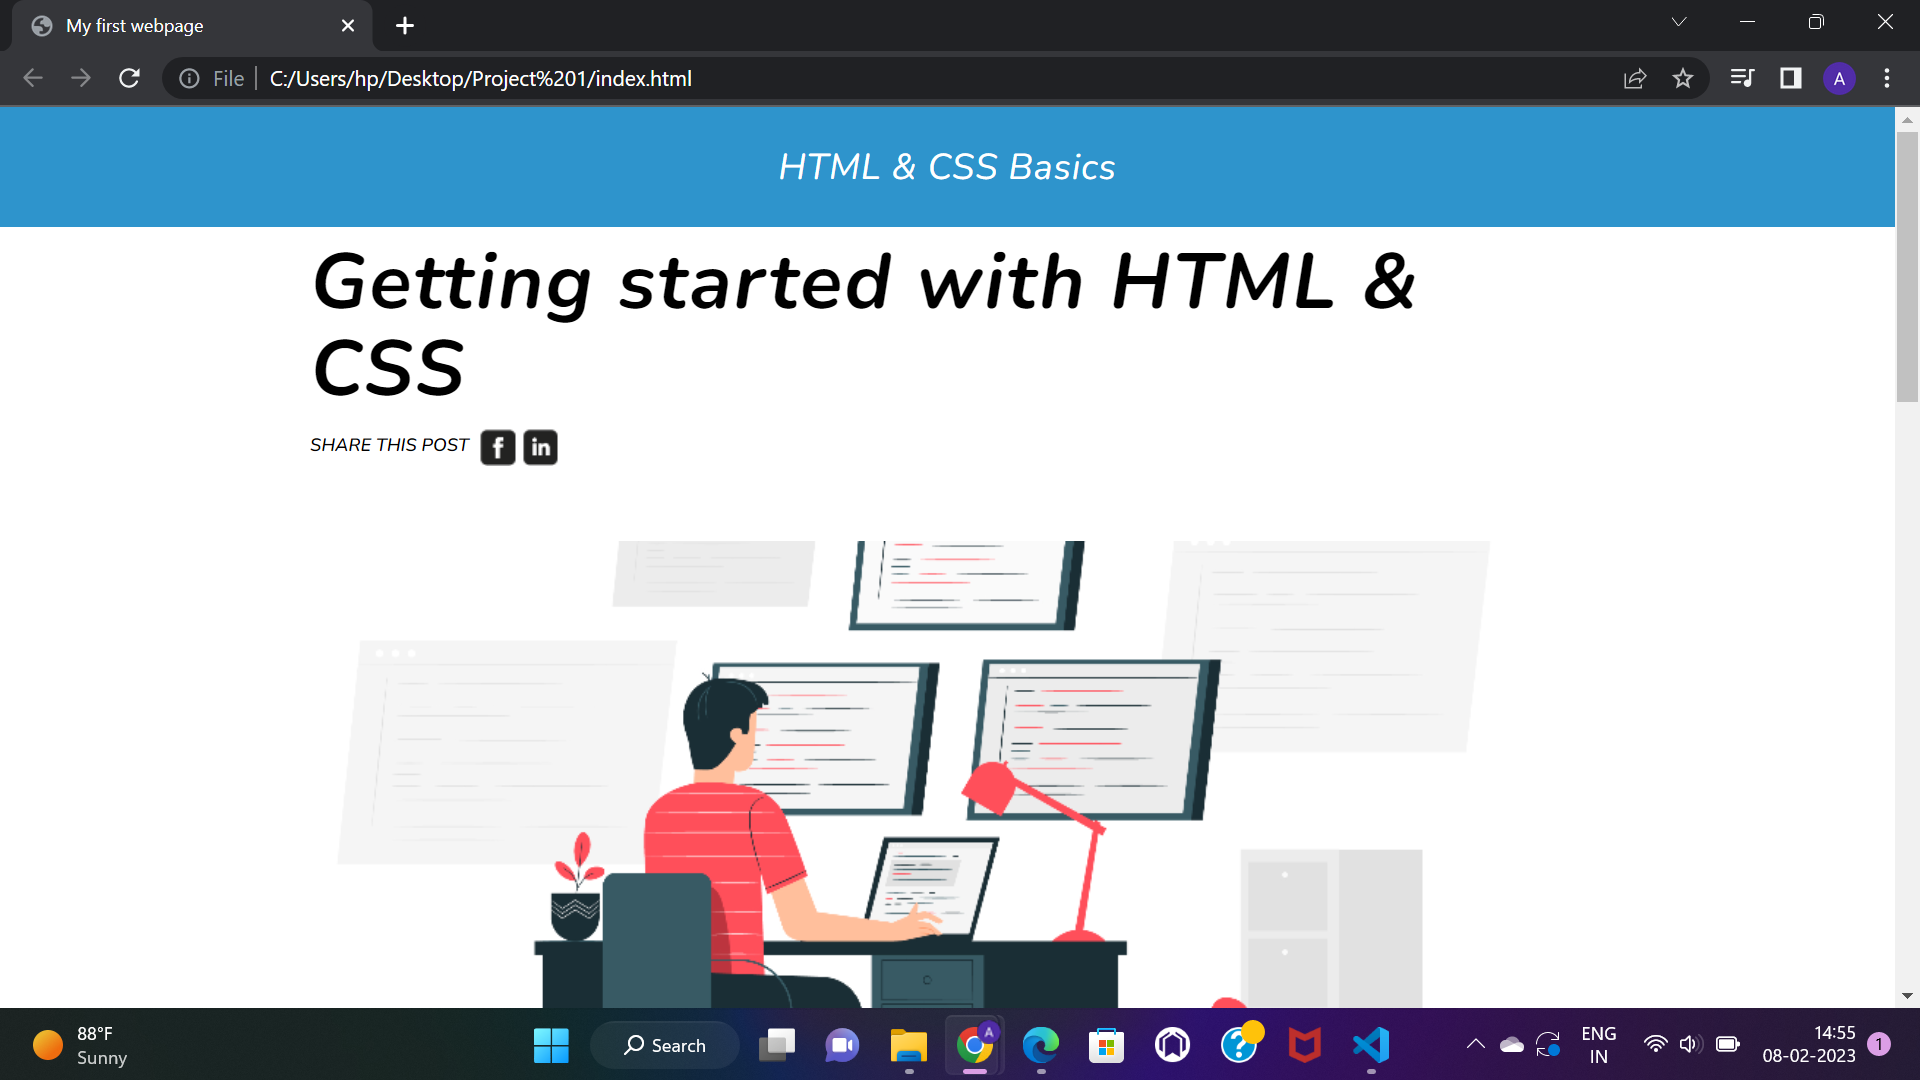 My first webpage
File
C:/Users/hp/Desktop/Project%201/index.html
A
HTML & CSS Basics
Getting started with HTML &
CSS
SHARE THIS POST
f
in
88°F
Sunny
Search
A
ENG
IN
14:55
08-02-2023
1